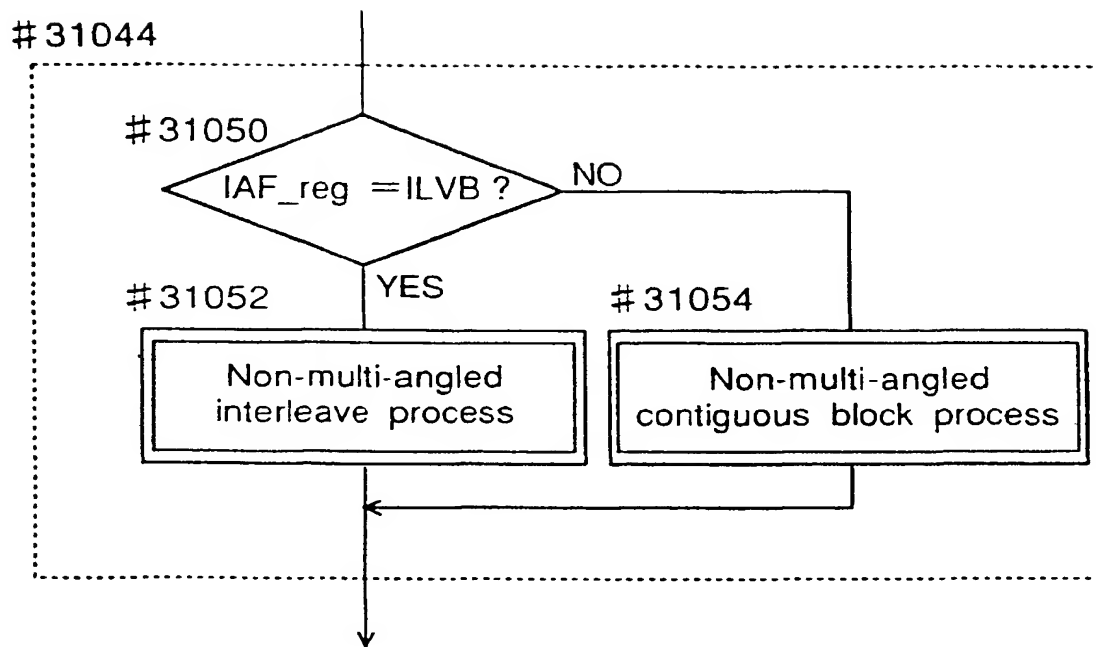 #31044
#31050
IAF_reg =ILVB ?
NO
YES
#31052
#31054
Non-multi-angled
interleave process
Non-multi-angled
contiguous block process